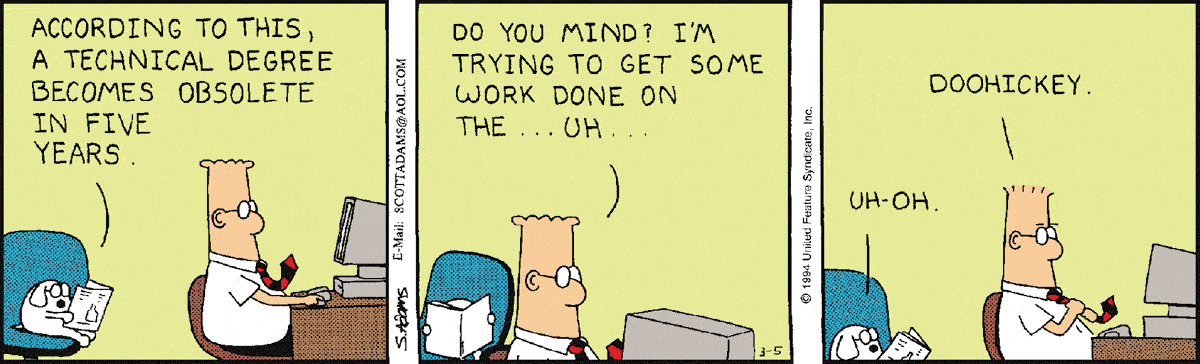 ACCORDING TO THIS,
A TECHNICAL DEGREE
BECOMES OBSOLETE
IN FIVE
YEARS.
E-Mail: SCOTTADAMS@AOL.COM
S. Adams
DO YOU MIND? I'M
TRYING TO GET SOME
WORK DONE ON
THE ... UH ...
3-5
© 1994 United Feature Syndicate, Inc.
DOOHICKEY.
UH-OH.